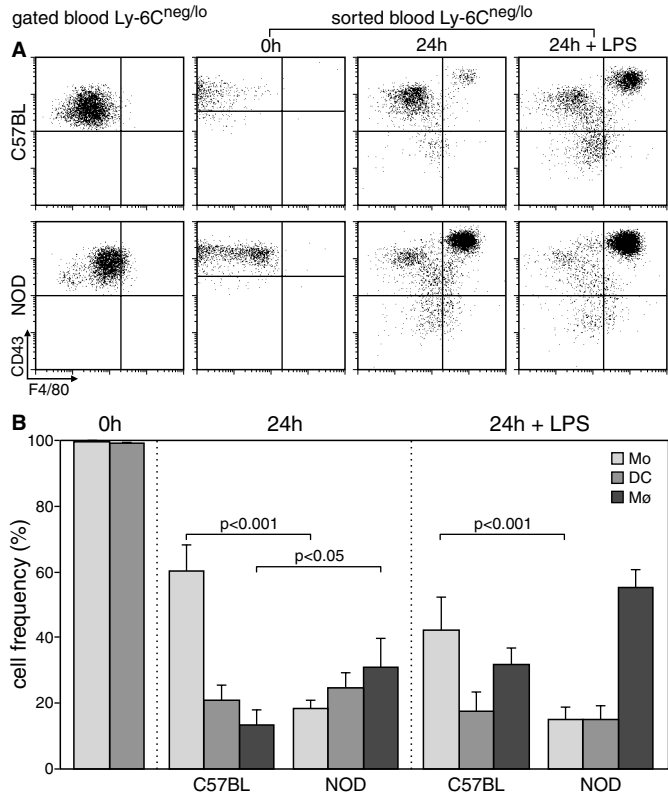 gated blood Ly-6Cneg/lo
sorted blood Ly-6Cneg/lo
A
0h
24h
24h + LPS
C57BL
NOD
CD43
F4/80
B
0h
24h
24h + LPS
100
80
60
40
20
0
cell frequency (%)
Mo
DC
Mø
p<0.001
p<0.05
p<0.001
C57BL
NOD
C57BL
NOD